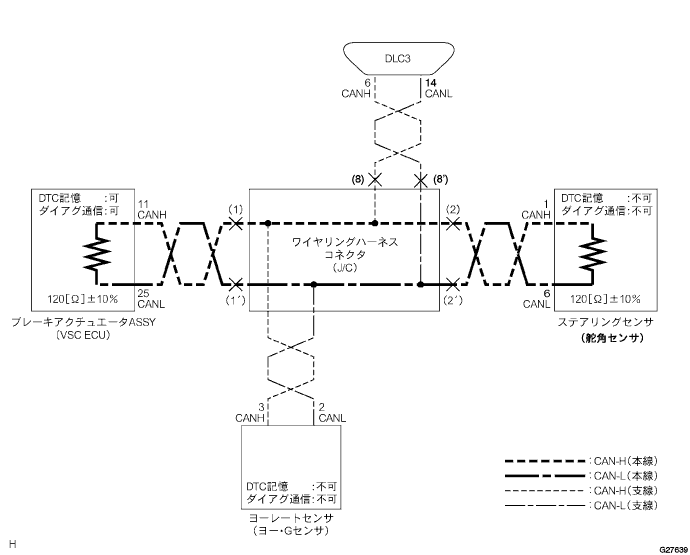 DLC3
6
CANH
14
CANL
(8)
(8')
DTC記憶　:可
ダイアグ通信:可
11
CANH
25
CANL
120[Ω]±10%
ブレーキアクチュエータASSY
(VSC ECU)
(1)
(1')
ワイヤリングハーネス
コネクタ
(J/C)
(2)
(2')
1
CANH
6
CANL
DTC記憶　:不可
ダイアグ通信:不可
120[Ω]±10%
ステアリングセンサ
(舵角センサ)
3
CANH
2
CANL
DTC記憶　:不可
ダイアグ通信:不可
ヨーレートセンサ
(ヨー・Gセンサ)
:CAN-H(本線)
:CAN-L(本線)
:CAN-H(支線)
:CAN-L(支線)
H
G27639